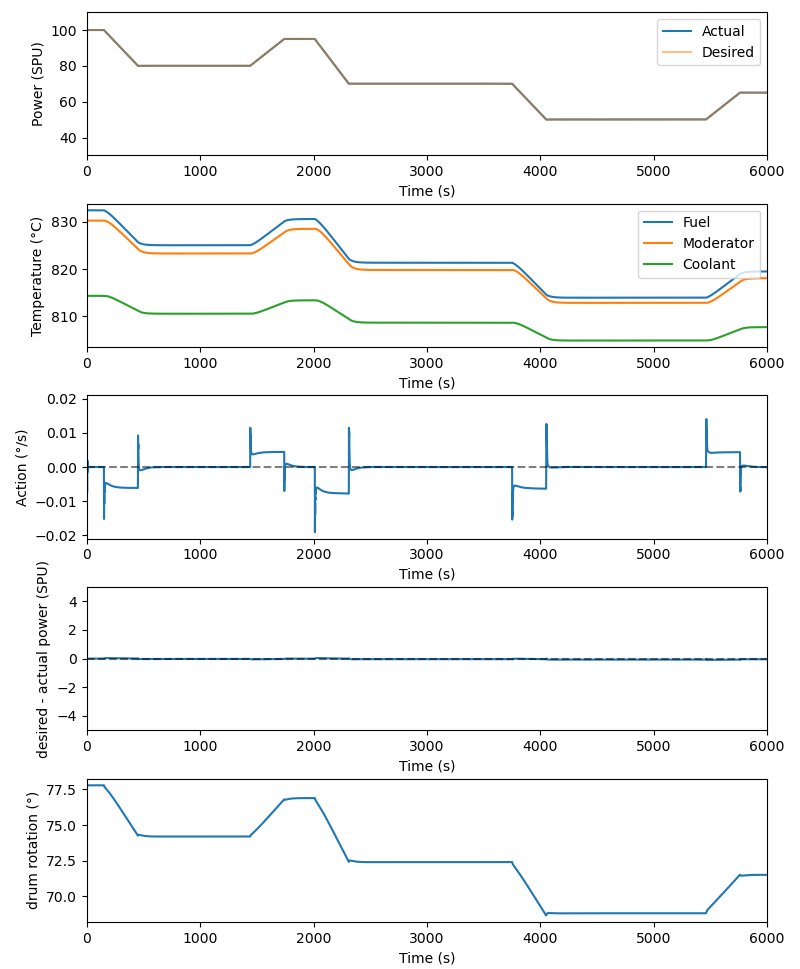 Power (SPU)
100
80
60
40
Actual
Desired
0 1000 2000 3000 4000 5000 6000
Time (s)
Temperature (°C)
830
820
810
Fuel
Moderator
Coolant
0 1000 2000 3000 4000 5000 6000
Time (s)
Action (°/s)
0.02
0.01
0.00
−0.01
−0.02
0 1000 2000 3000 4000 5000 6000
Time (s)
desired - actual power (SPU)
4
2
0
−2
−4
0 1000 2000 3000 4000 5000 6000
Time (s)
drum rotation (°)
77.5
75.0
72.5
70.0
0 1000 2000 3000 4000 5000 6000
Time (s)